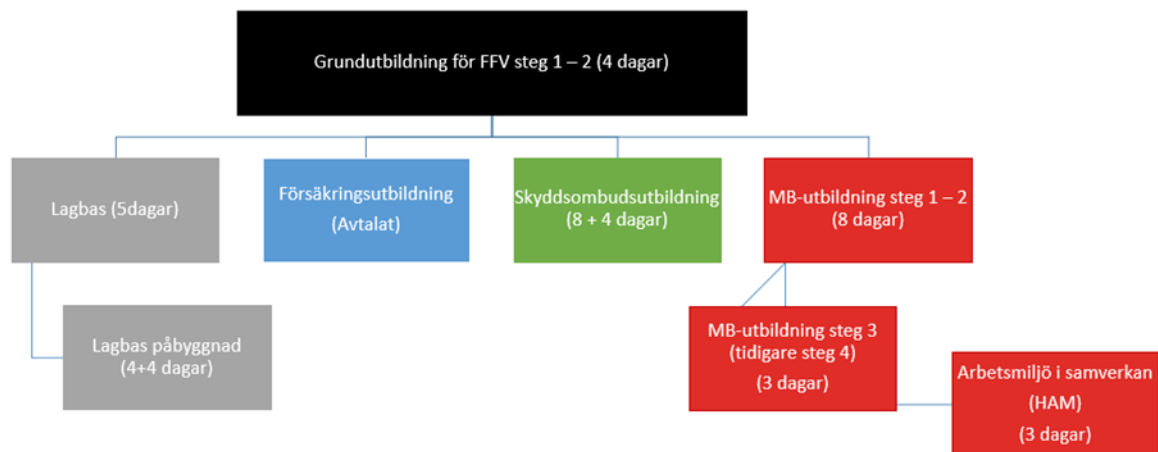 Grundutbildning för FFV steg 1 – 2 (4 dagar)
Lagbas (5dagar)
Försäkringsutbildning
(Avtalat)
Skyddsombudsutbildning
(8 + 4 dagar)
MB-utbildning steg 1 – 2
(8 dagar)
Lagbas påbyggnad
(4+4 dagar)
MB-utbildning steg 3
(tidigare steg 4)
(3 dagar)
Arbetsmiljö i samverkan
(HAM)
(3 dagar)